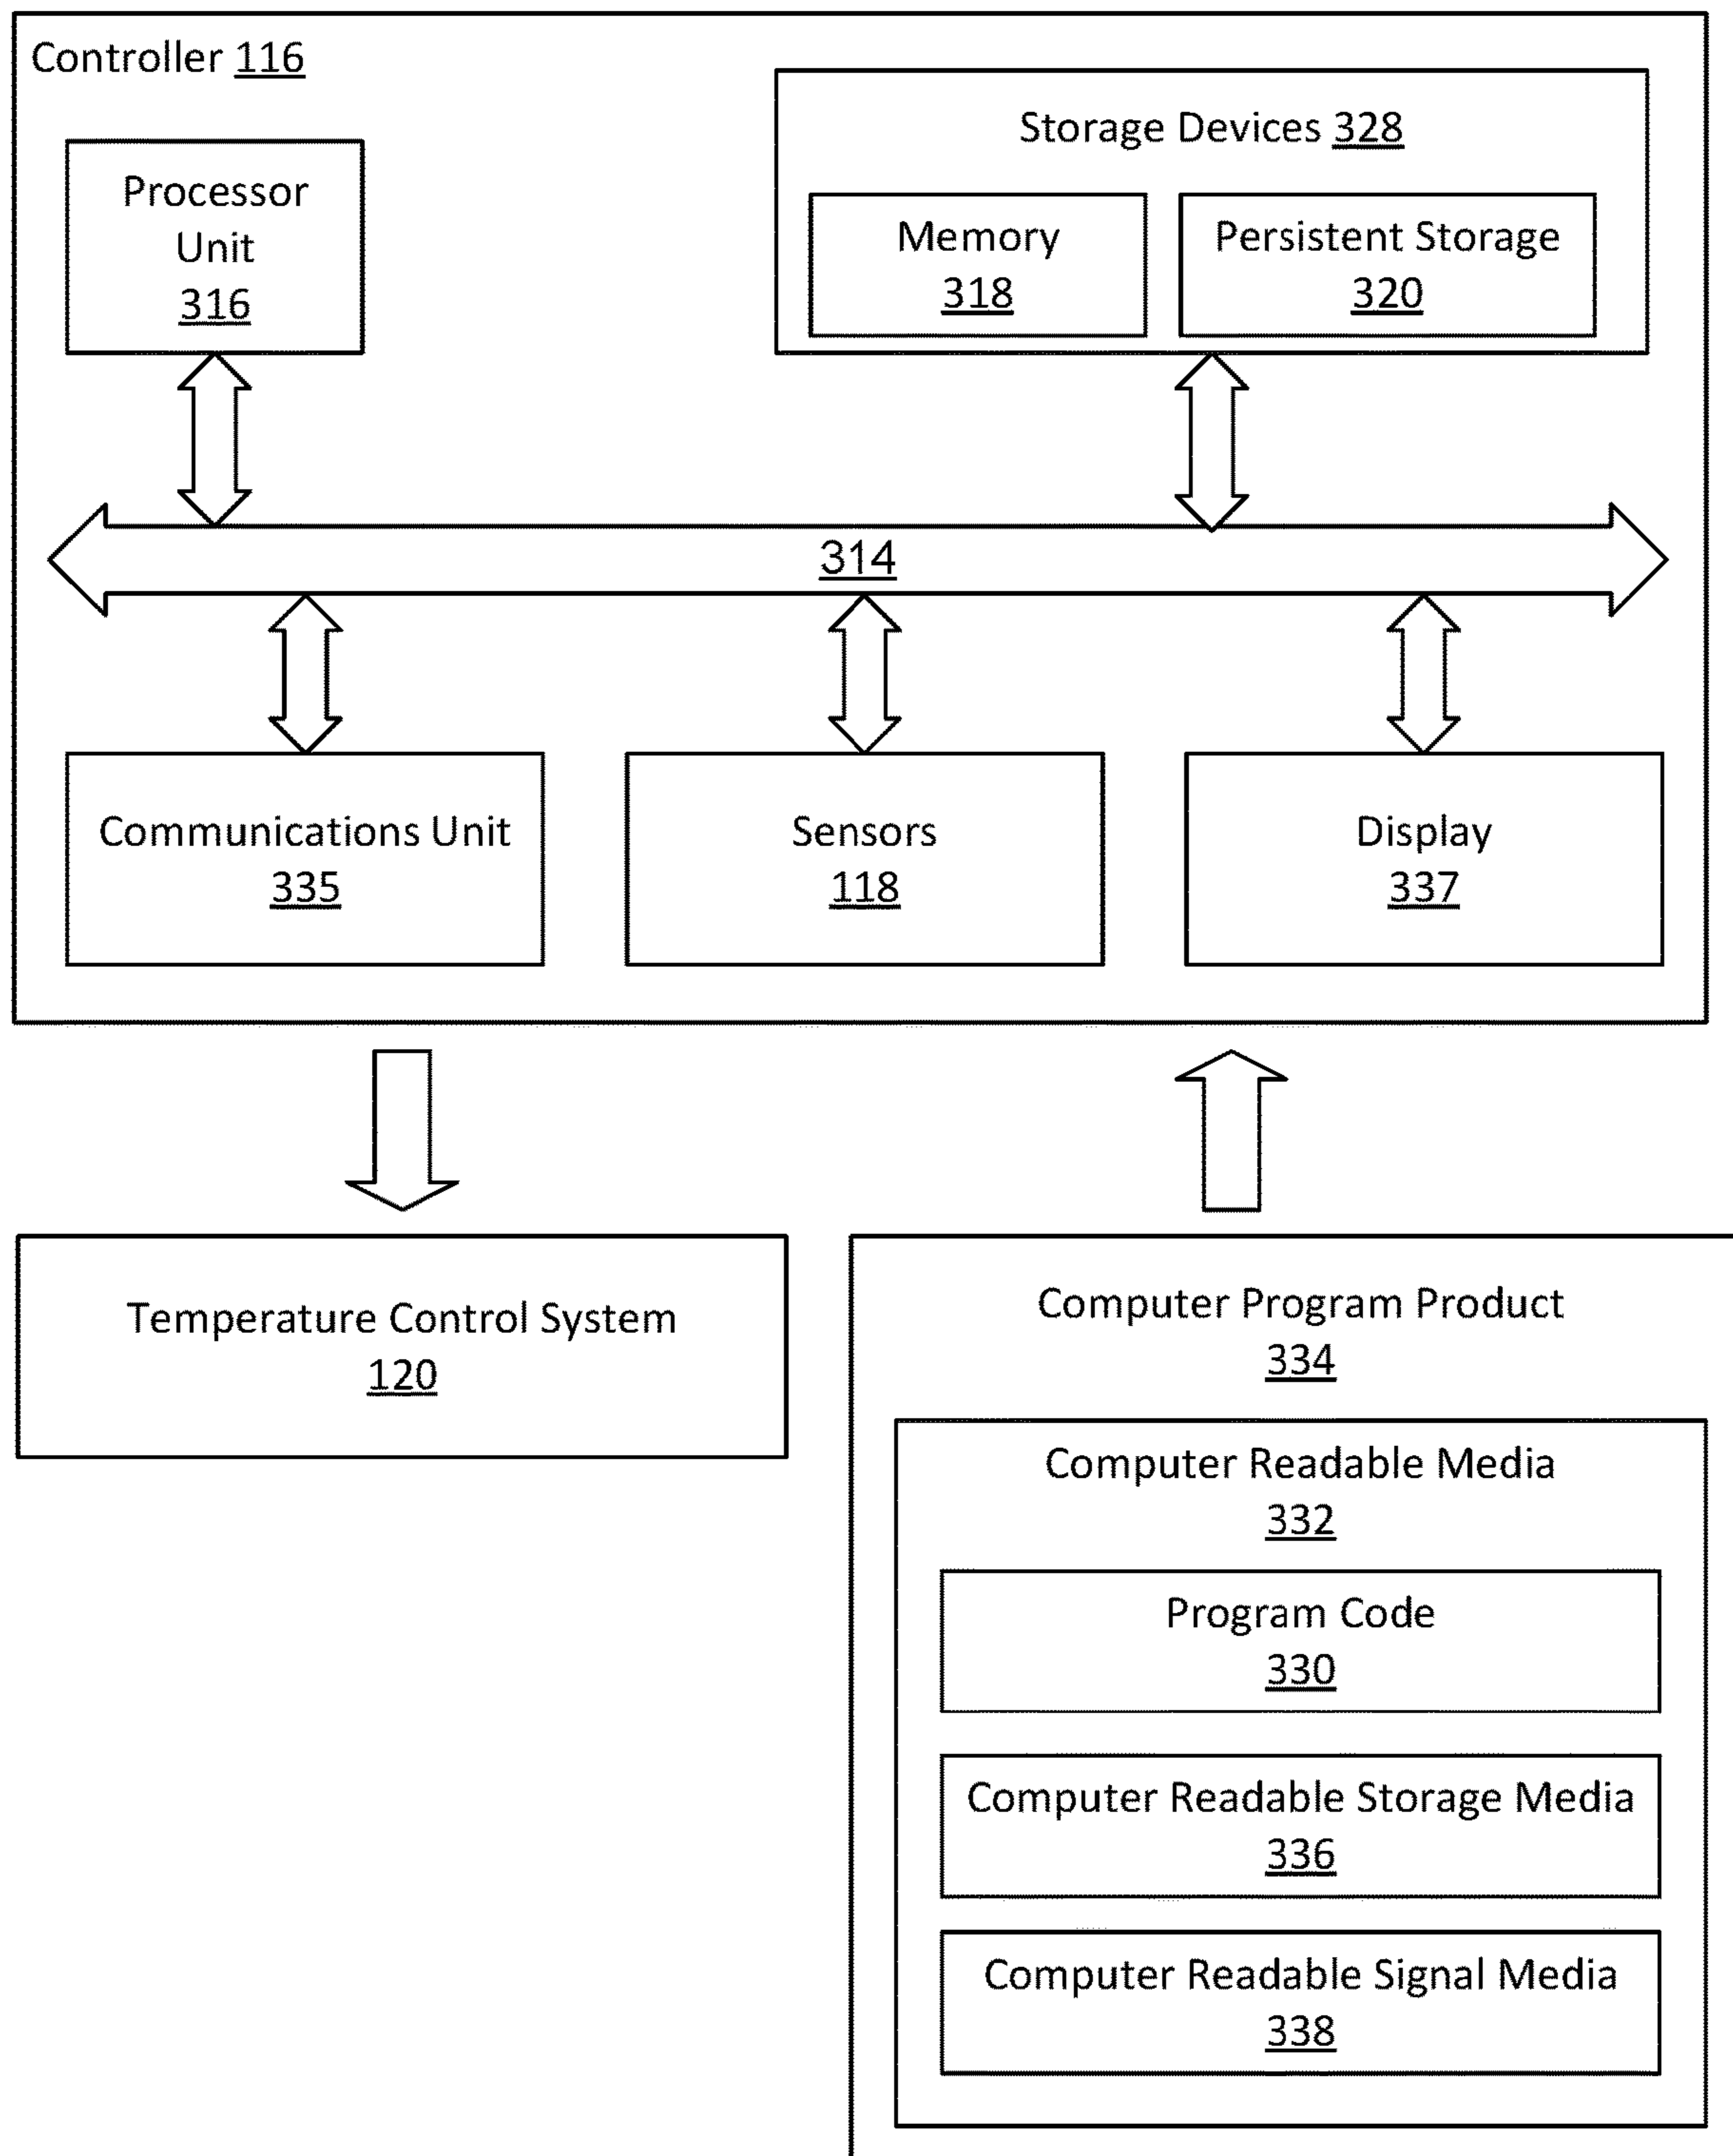 Controller 116
Storage Devices 328
Processor
Unit
316
Memory
318
Persistent Storage
320
314
Communications Unit
335
Sensors
118
Display
337
Temperature Control System
120
Computer Program Product
334
Computer Readable Media
332
Program Code
330
Computer Readable Storage Media
336
Computer Readable Signal Media
338